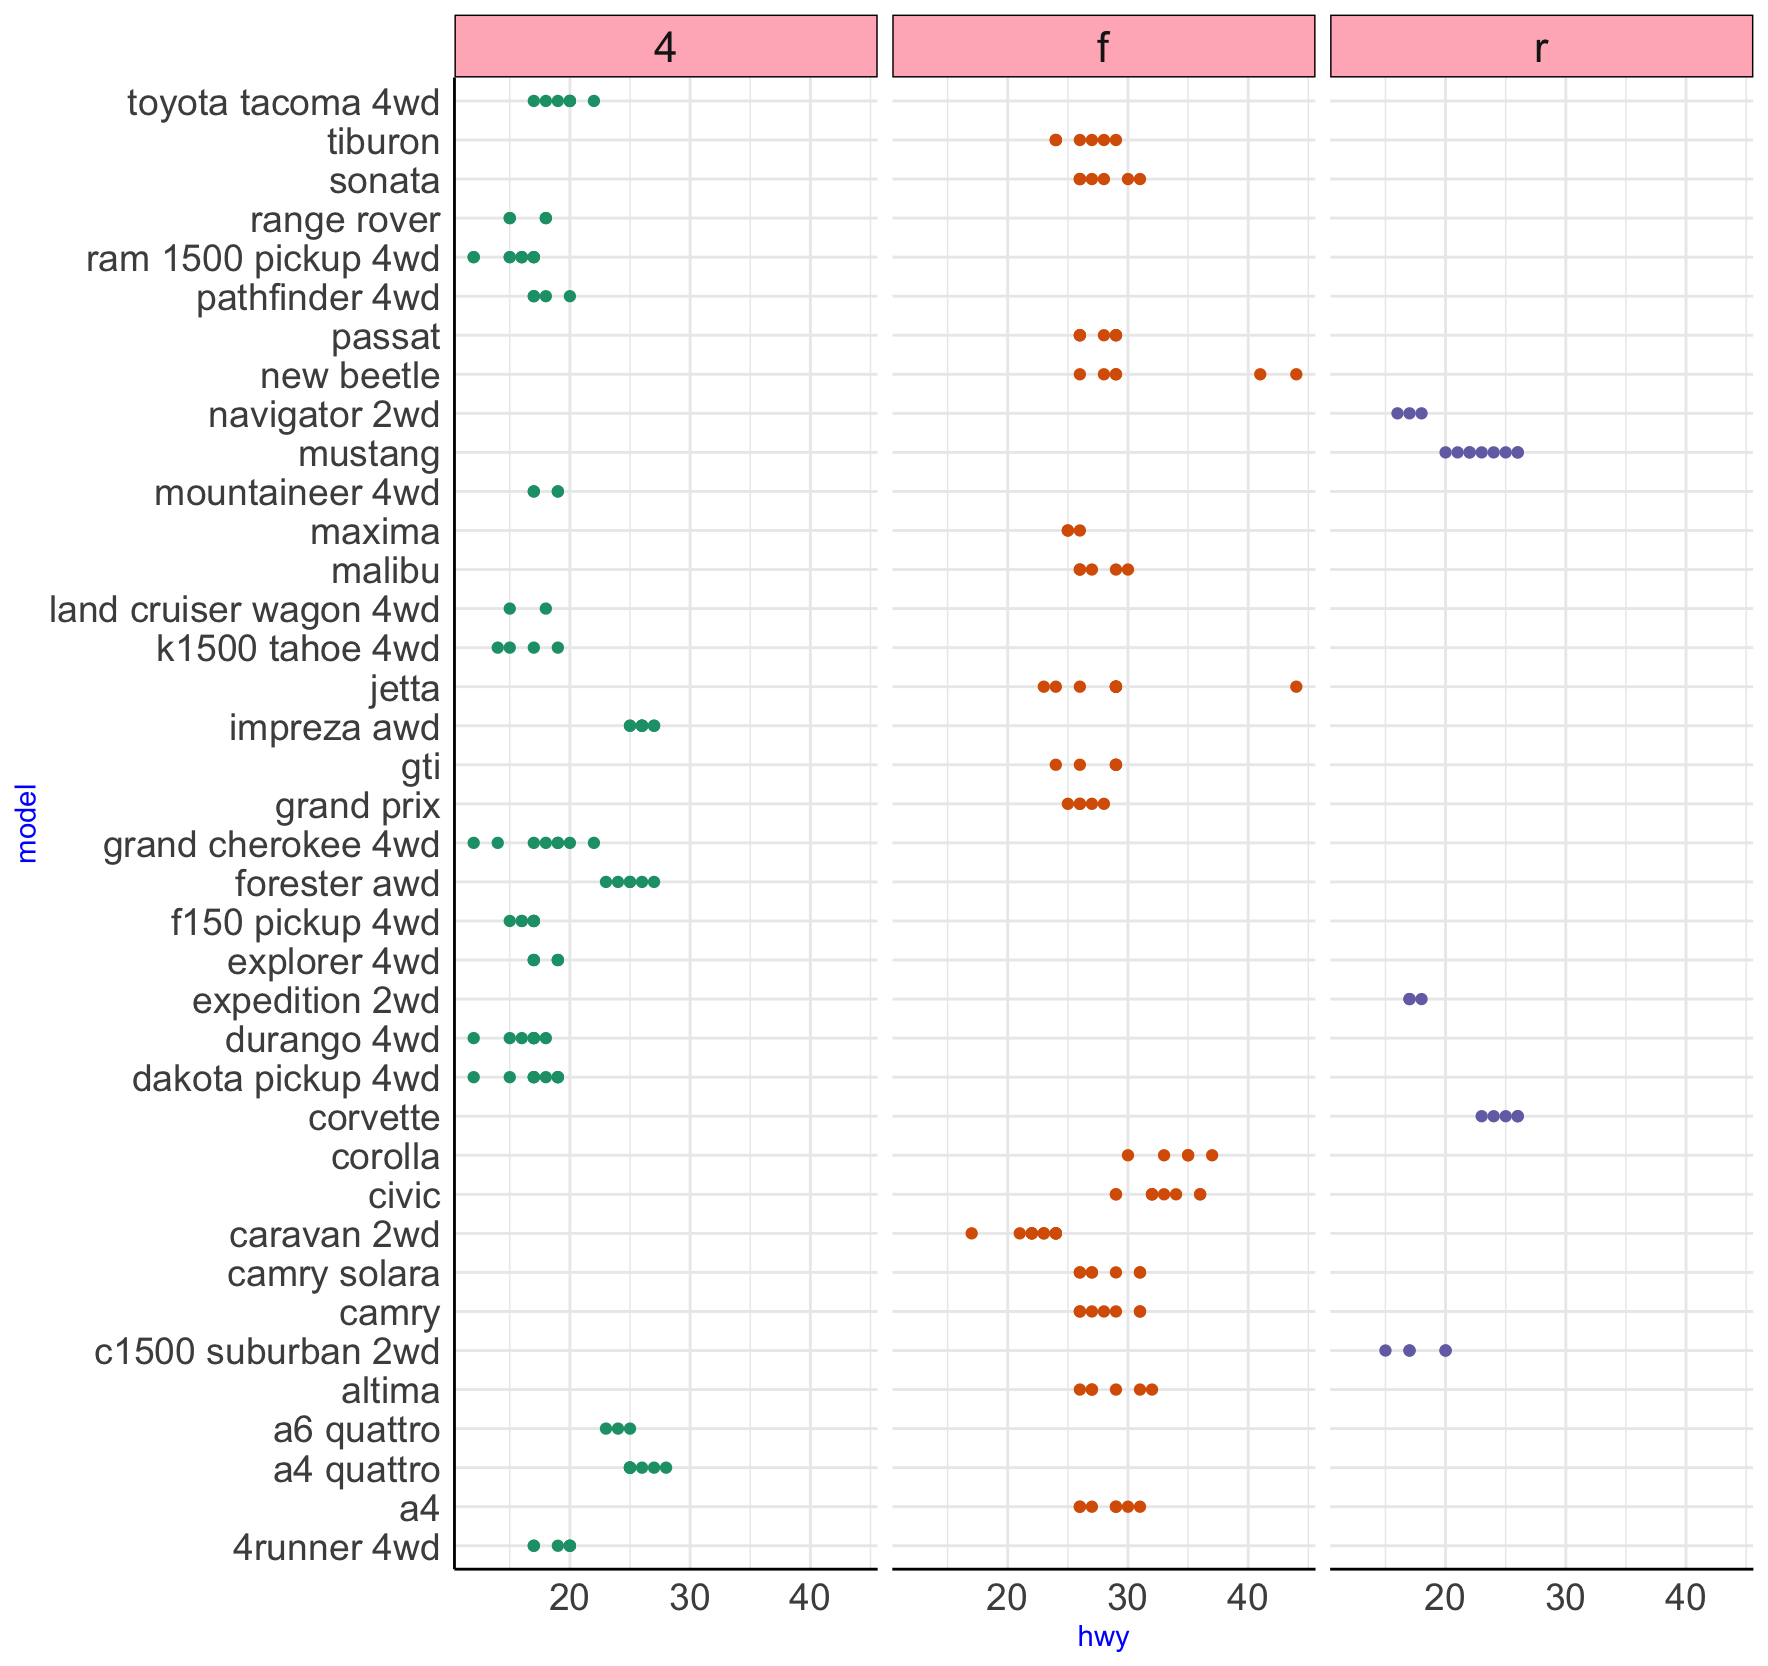 4 f r
toyota tacoma 4wd
tiburon
sonata
range rover
ram 1500 pickup 4wd
pathfinder 4wd
passat
new beetle
navigator 2wd
mustang
mountaineer 4wd
maxima
malibu
land cruiser wagon 4wd
k1500 tahoe 4wd
jetta
impreza awd
gti
grand prix
grand cherokee 4wd
forester awd
f150 pickup 4wd
explorer 4wd
expedition 2wd
durango 4wd
dakota pickup 4wd
corvette
corolla
civic
caravan 2wd
camry solara
camry
c1500 suburban 2wd
altima
a6 quattro
a4 quattro
a4
4runner 4wd
model
20 30 40 20 30 40 20 30 40
hwy